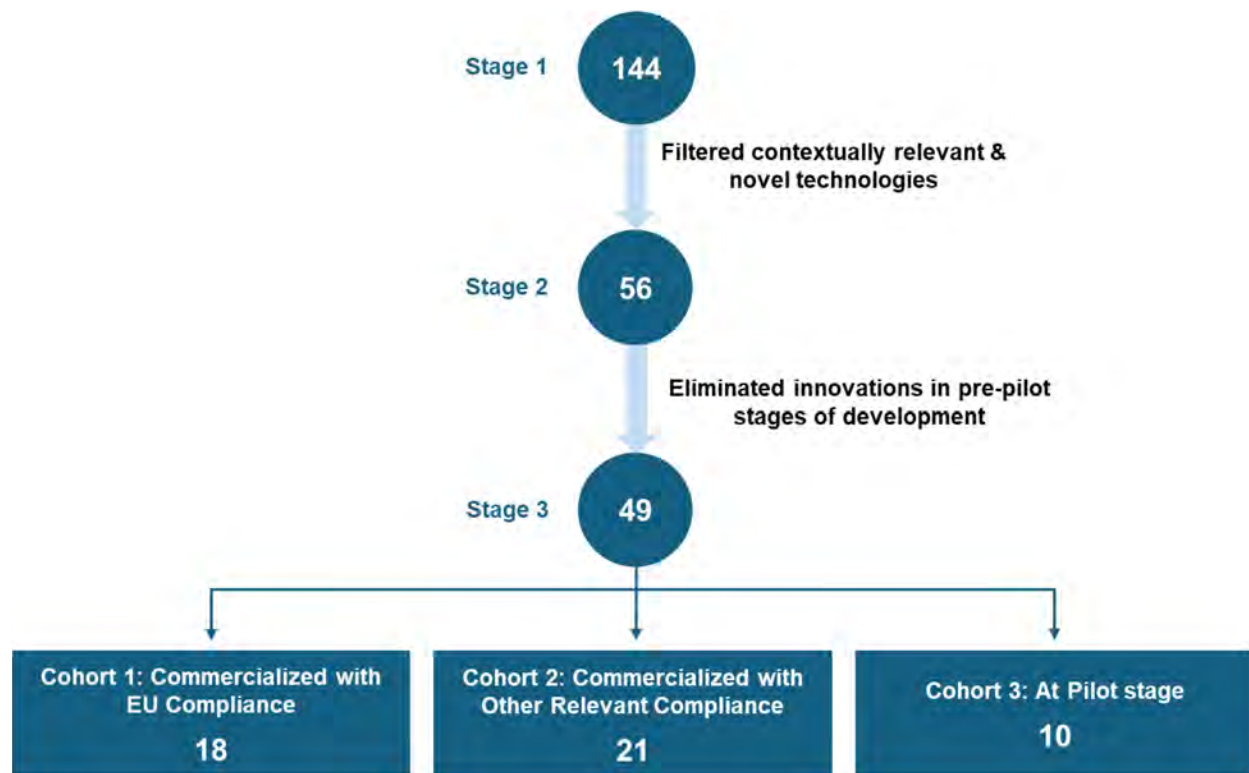 Stage 1
144
Filtered contextually relevant &
novel technologies
Stage 2
56
Eliminated innovations in pre-pilot
stages of development
Stage 3
49
Cohort 1: Commercialized with
EU Compliance
18
Cohort 2: Commercialized with
Other Relevant Compliance
21
Cohort 3: At Pilot stage
10